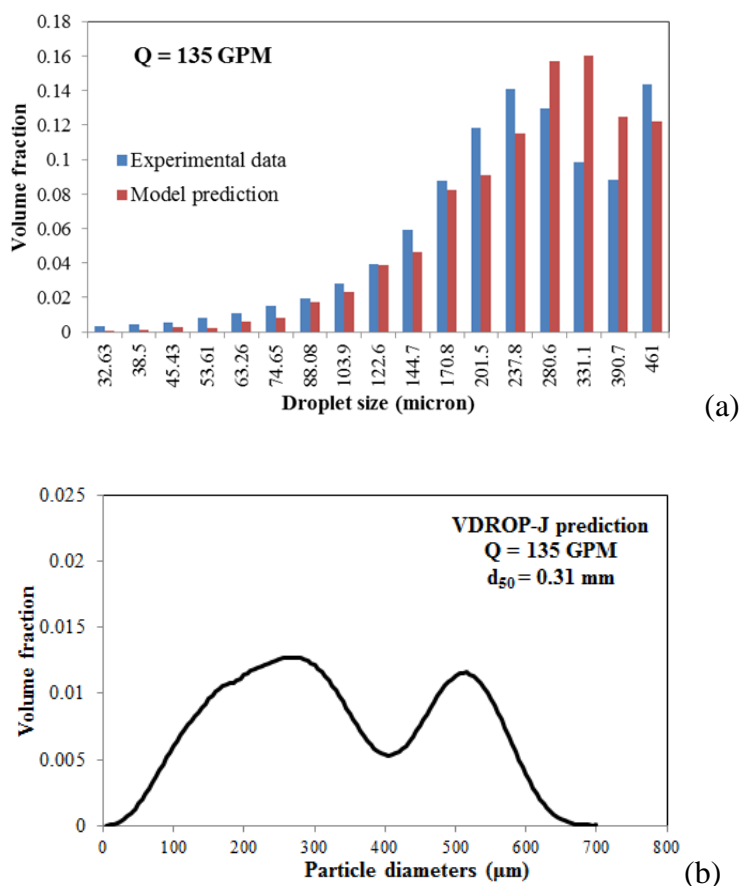 0.18
0.16
0.14
0.12
0.1
0.08
0.06
0.04
0.02
0
Volume fraction
Q = 135 GPM
Experimental data
Model prediction
32.63
38.5
45.43
53.61
63.26
74.65
88.08
103.9
122.6
144.7
170.8
201.5
237.8
280.6
331.1
390.7
461
Droplet size (micron)
(a)
0.025
0.02
0.015
0.01
0.005
0
Volume fraction
VDROP-J prediction
Q = 135 GPM
d50 = 0.31 mm
0 100 200 300 400 500 600 700 800
Particle diameters (µm)
(b)